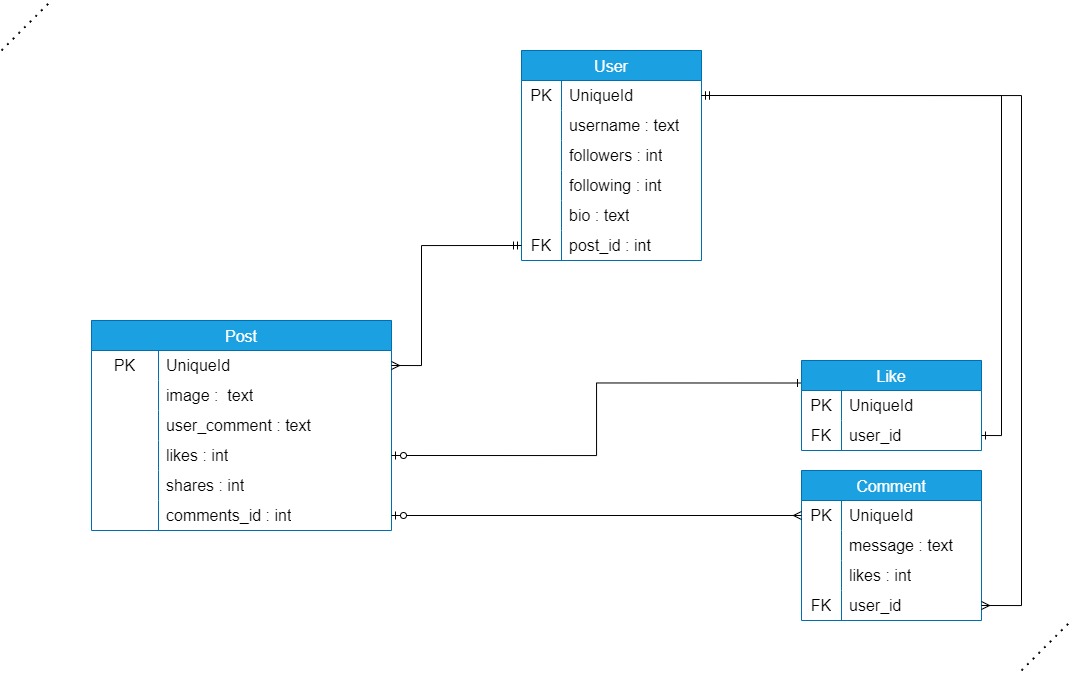 User
PK UniqueId
username : text
followers : int
following : int
bio : text
FK post_id : int
Post
PK UniqueId
image :  text
user_comment : text
likes : int
shares : int
comments_id : int
Like
PK UniqueId
FK user_id
Comment
PK UniqueId
message : text
likes : int
FK user_id